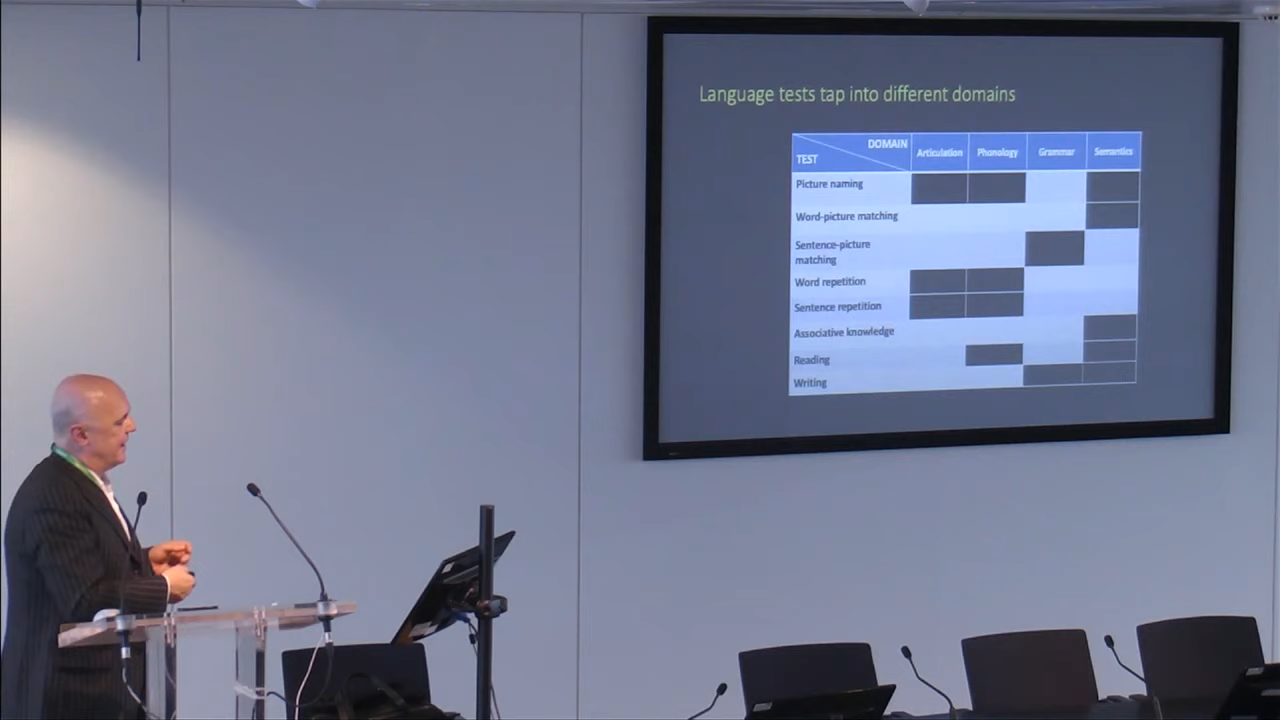 Language tests tap into different domains
DOMAIN
TEST
Articulation Phonology Grammar Semantics
Picture naming
Word-picture matching
Sentence-picture
matching
Word repetition
Sentence repetition
Associative knowledge
Reading
Writing